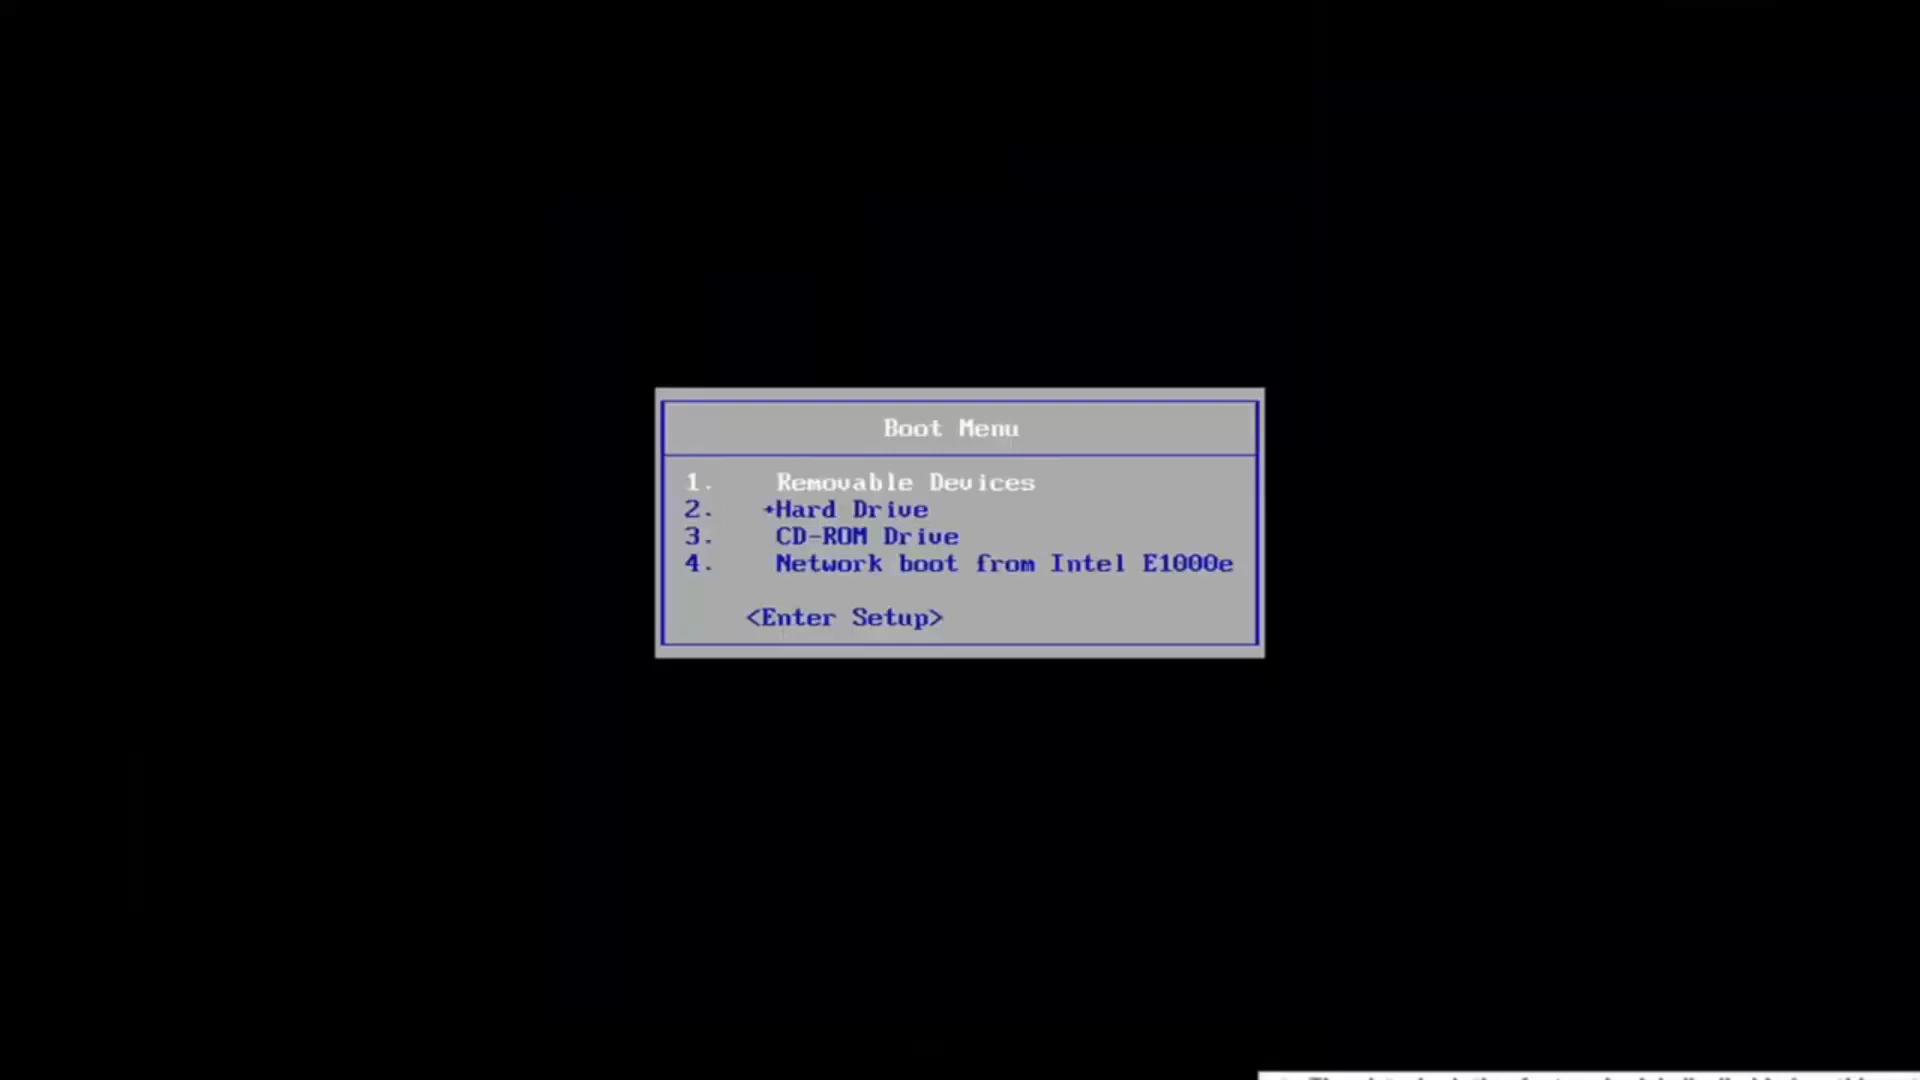 Boot Menu
1. Removable Devices
2. +Hard Drive
3. CD-ROM Drive
4. Network boot from Intel E1000e
<Enter Setup>